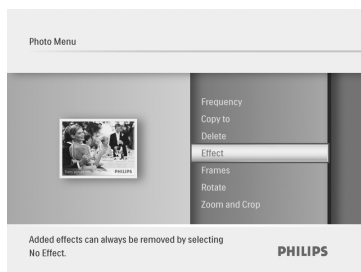 Photo Menu
Frequency
Copy to
Delete
Effect
Frames
Rotate
Zoom and Crop
PHILIPS
Added effects can always be removed by selecting
No Effect.
PHILIPS